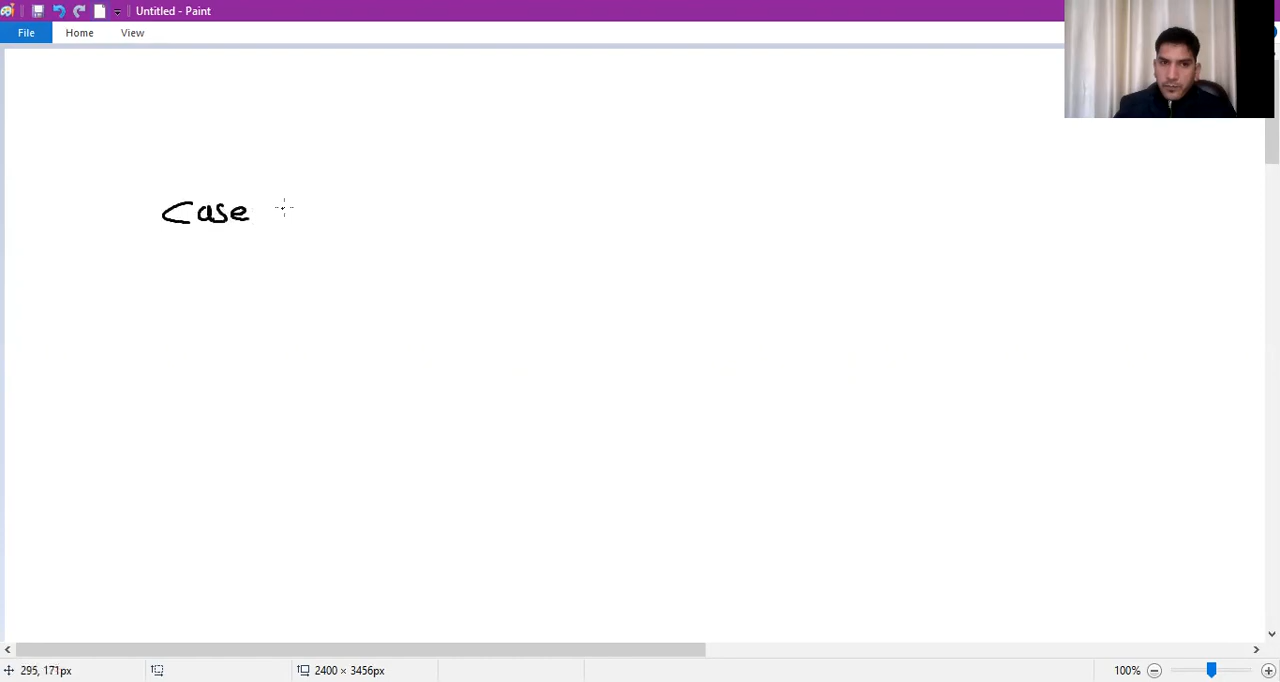 Untitled - Paint
File Home View
Case
295, 171px 2400 × 3456px 100%